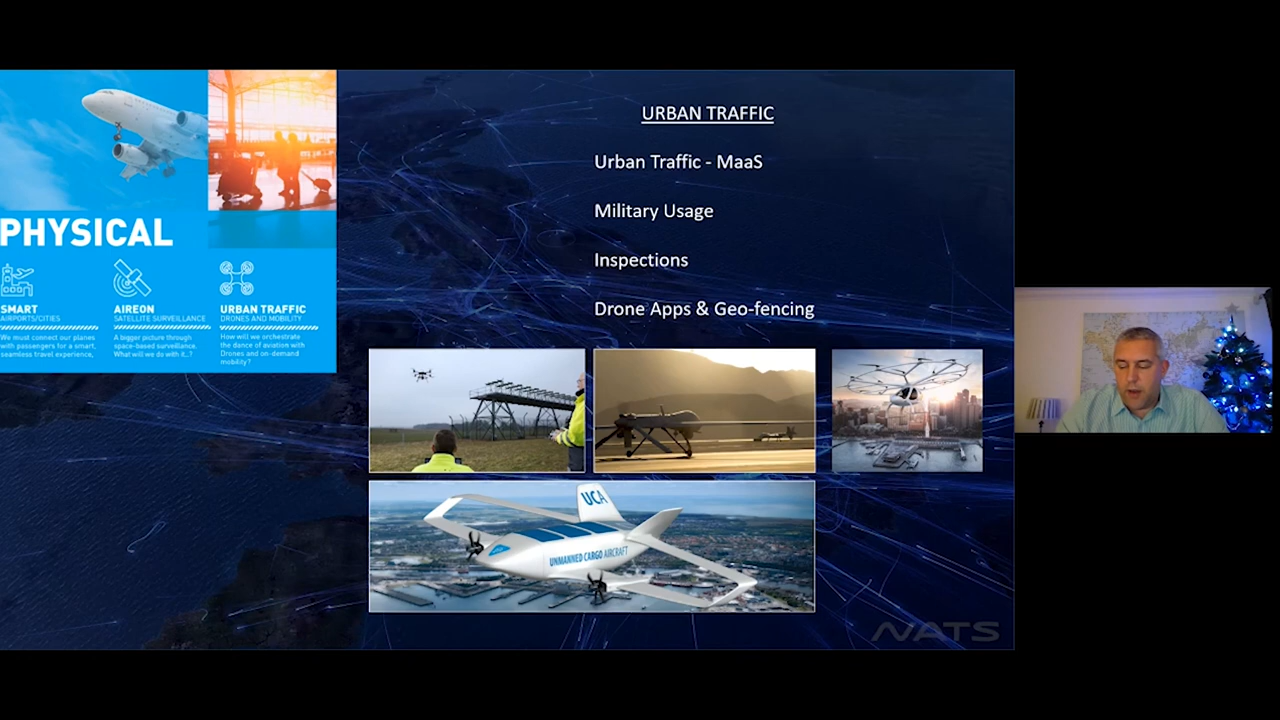 PHYSICAL
SMART
AIRPORTS/CITIES
We must connect our planes
with passengers for a smart,
seamless travel experience,
AIREON
SATELLITE SURVEILLANCE
A bigger picture through
space-based surveillance.
What will we do with it...?
URBAN TRAFFIC
DRONES AND MOBILITY
How will we orchestrate
the dance of aviation with
Drones and on-demand
mobility?
URBAN TRAFFIC
Urban Traffic - MaaS
Military Usage
Inspections
Drone Apps & Geo-fencing
UCA
UNMANNED CARGO AIRCRAFT
NATS